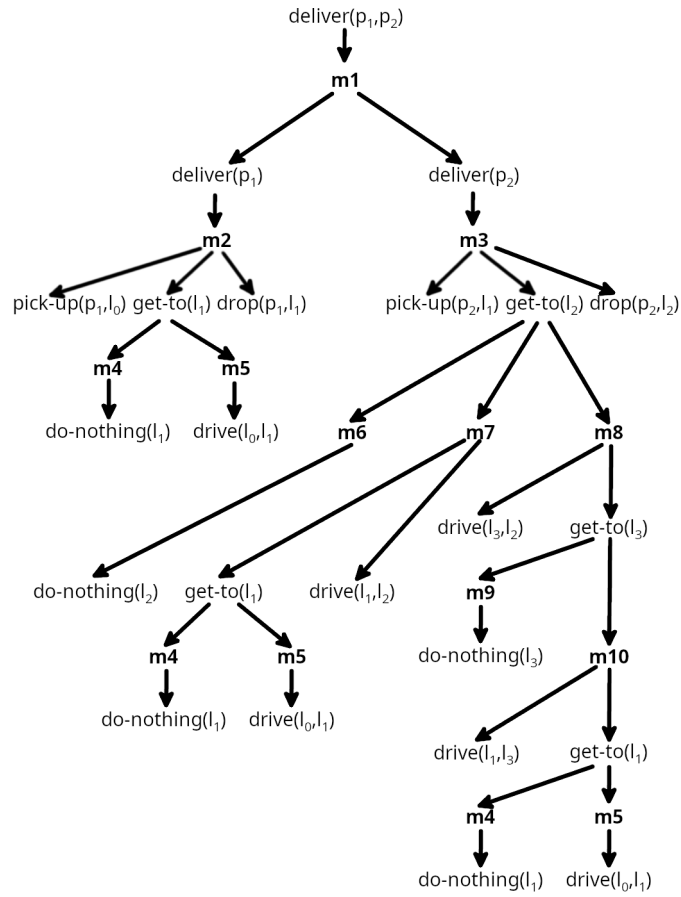 deliver(p₁,p₂)
m1
deliver(p₁) deliver(p₂)
m2 m3
pick-up(p₁,l₀) get-to(l₁) drop(p₁,l₁) pick-up(p₂,l₁) get-to(l₂) drop(p₂,l₂)
m4 m5
do-nothing(l₁) drive(l₀,l₁) m6 m7 m8
drive(l₃,l₂) get-to(l₃)
do-nothing(l₂) get-to(l₁) drive(l₁,l₂) m9
m4 m5 do-nothing(l₃) m10
do-nothing(l₁) drive(l₀,l₁)
drive(l₁,l₃) get-to(l₁)
m4 m5
do-nothing(l₁) drive(l₀,l₁)